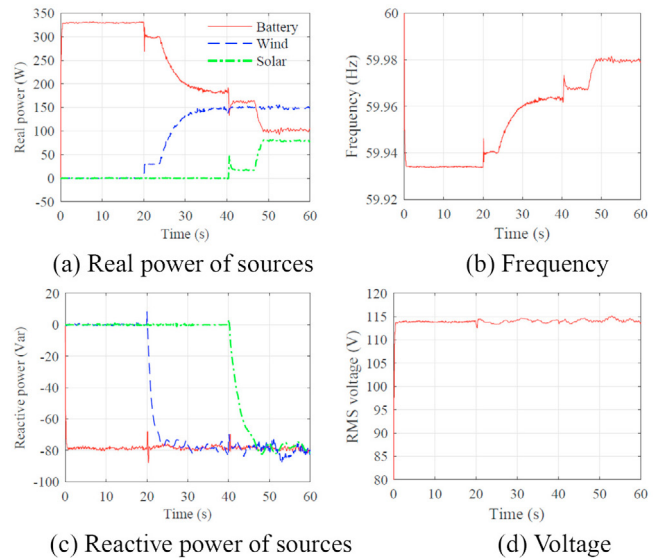 350
300
250
200
150
100
50
0
-50
Real power (W)
Battery
Wind
Solar
0 10 20 30 40 50 60
Time (s)
(a) Real power of sources
60
59.98
59.96
59.94
59.92
Frequency (Hz)
0 10 20 30 40 50 60
Time (s)
(b) Frequency
20
0
-20
-40
-60
-80
-100
Reactive power (Var)
0 10 20 30 40 50 60
Time (s)
(c) Reactive power of sources
115
114
110
105
100
95
90
85
80
RMS voltage (V)
0 10 20 30 40 50 60
Time (s)
(d) Voltage